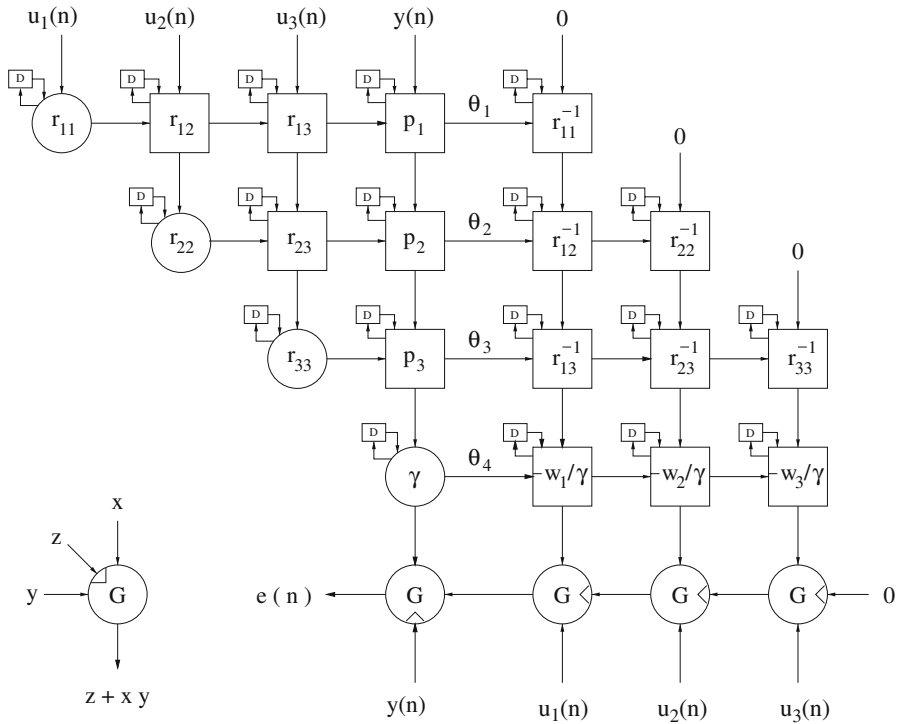 u₁(n) u₂(n) u₃(n) y(n) 0
D D D D D
r₁₁ r₁₂ r₁₃ p₁ θ₁ r₁₁⁻¹
0
D D D D D
r₂₂ r₂₃ p₂ θ₂ r₁₂⁻¹ r₂₂⁻¹
0
D D D D D
r₃₃ p₃ θ₃ r₁₃⁻¹ r₂₃⁻¹ r₃₃⁻¹
D D D D
γ θ₄ −w₁/γ −w₂/γ −w₃/γ
x
z
y G
z + x y
e ( n ) G G G G 0
y(n) u₁(n) u₂(n) u₃(n)